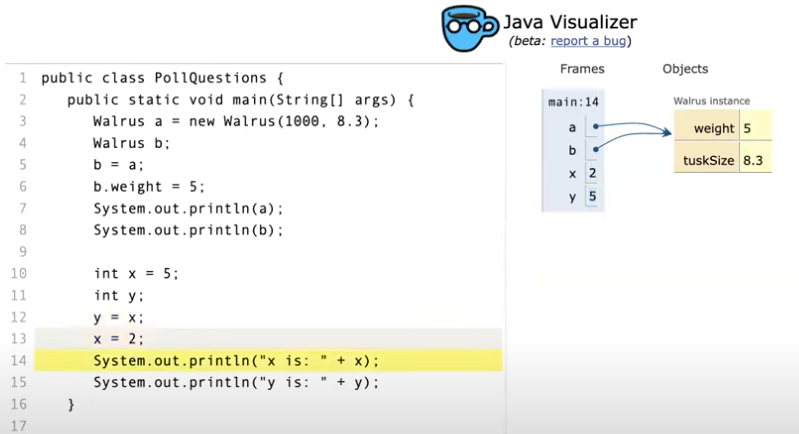 Java Visualizer
(beta: report a bug)
1 public class PollQuestions {
2 public static void main(String[] args) {
3 Walrus a = new Walrus(1000, 8.3);
4 Walrus b;
5 b = a;
6 b.weight = 5;
7 System.out.println(a);
8 System.out.println(b);
9
10 int x = 5;
11 int y;
12 y = x;
13 x = 2;
14 System.out.println("x is: " + x);
15 System.out.println("y is: " + y);
16 }
17
Frames Objects
main:14
a
b
x 2
y 5
Walrus instance
weight 5
tuskSize 8.3